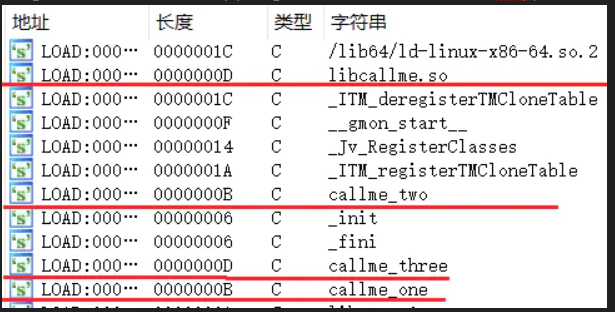 地址 长度 类型 字符串
LOAD:000… 0000001C C /lib64/ld-linux-x86-64.so.2
LOAD:000… 0000000D C libcallme.so
LOAD:000… 0000001C C _ITM_deregisterTMCloneTable
LOAD:000… 0000000F C __gmon_start__
LOAD:000… 00000014 C _Jv_RegisterClasses
LOAD:000… 0000001A C _ITM_registerTMCloneTable
LOAD:000… 0000000B C callme_two
LOAD:000… 00000006 C _init
LOAD:000… 00000006 C _fini
LOAD:000… 0000000D C callme_three
LOAD:000… 0000000B C callme_one